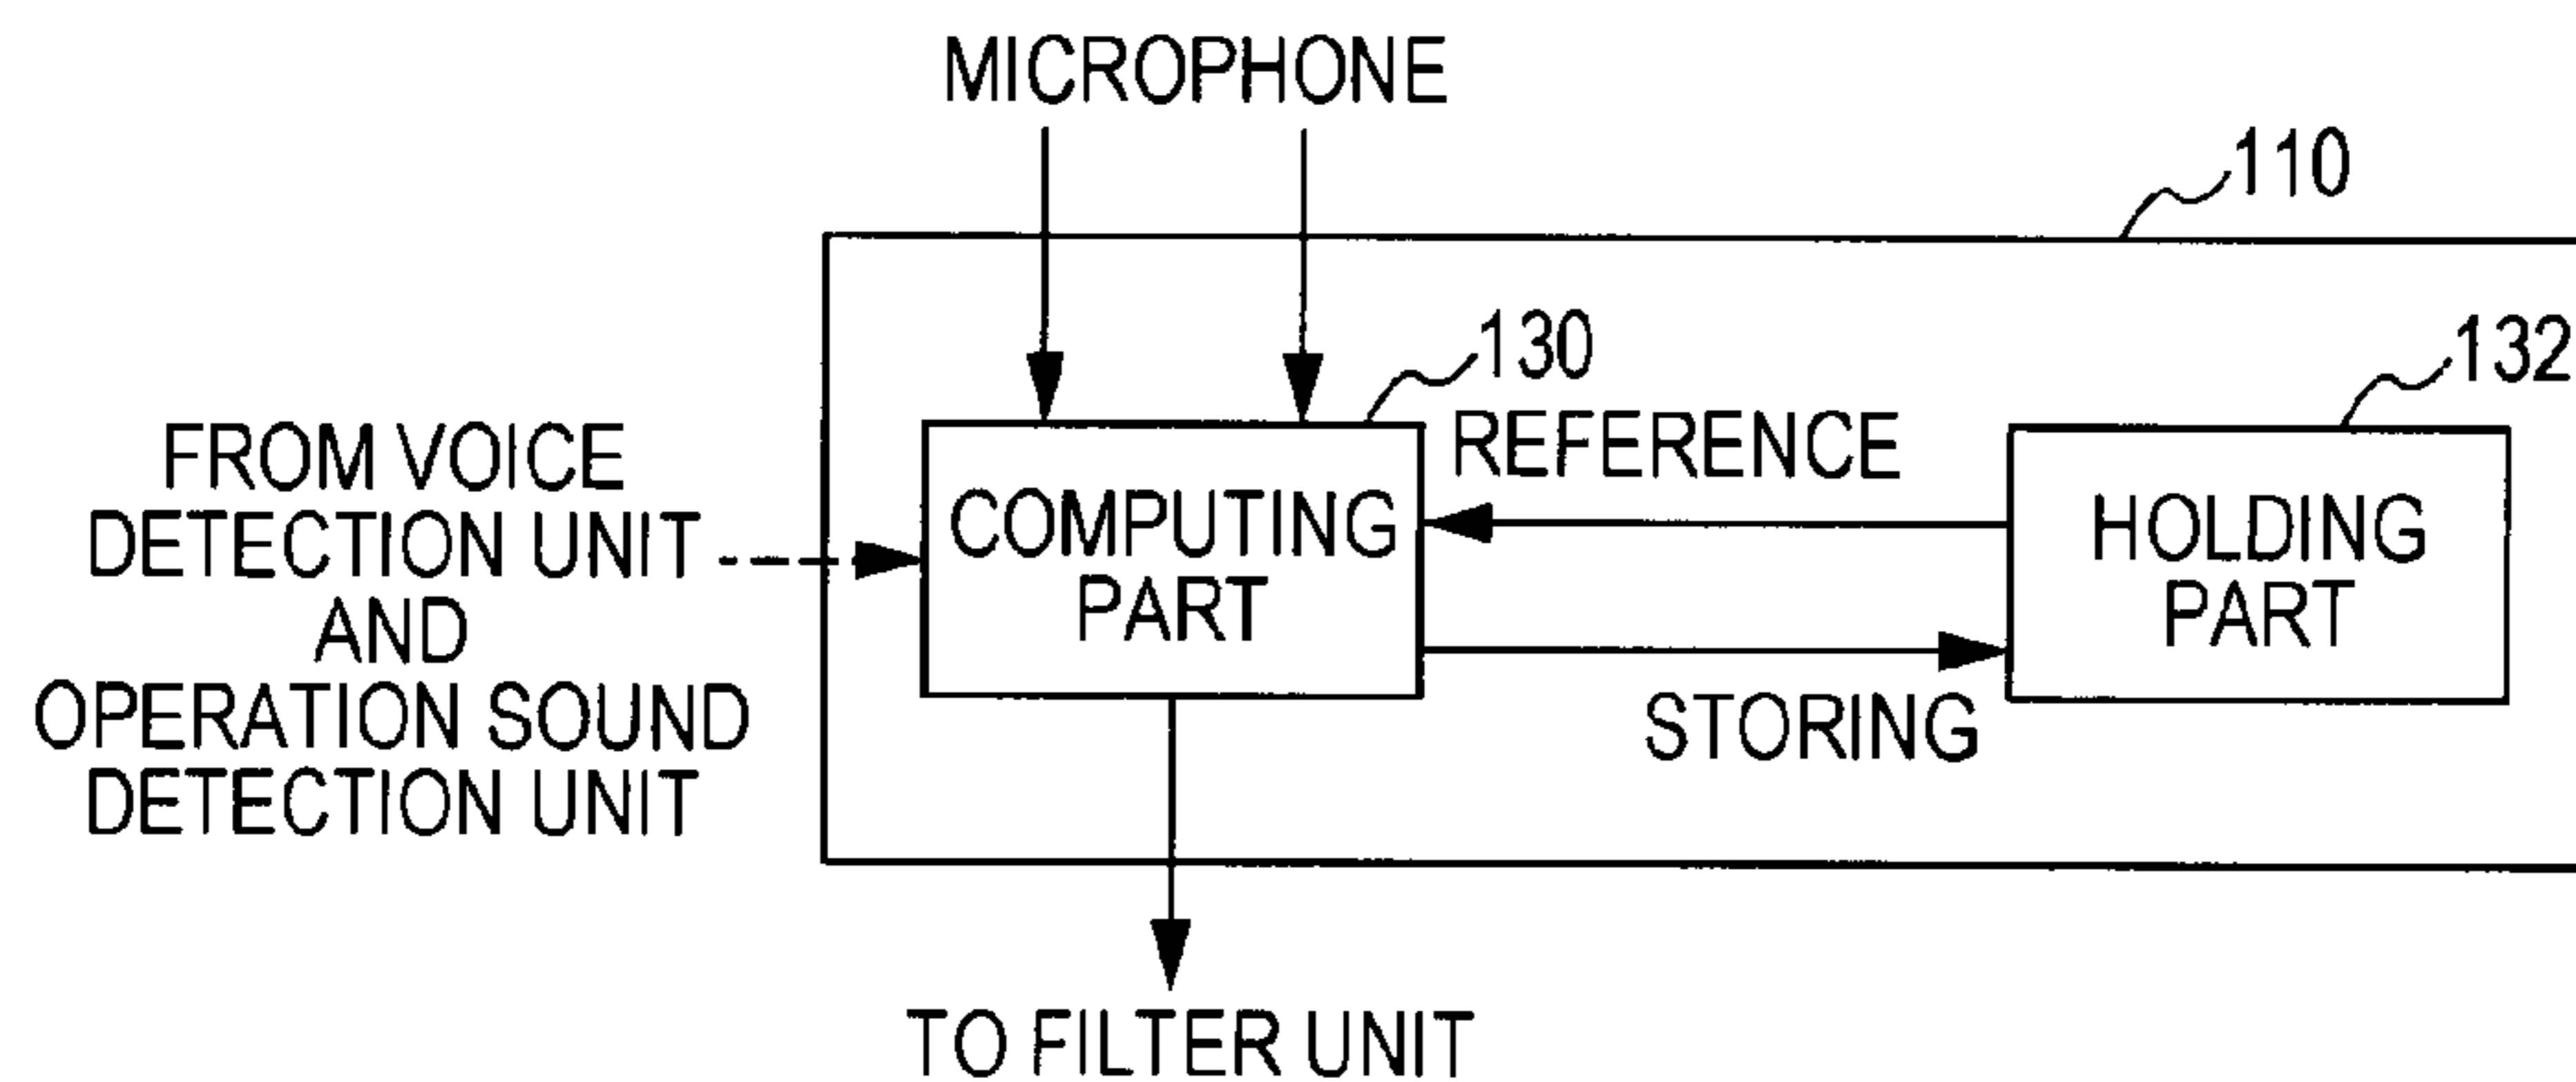 MICROPHONE
110
130
132
REFERENCE
FROM VOICE
DETECTION UNIT
AND
OPERATION SOUND
DETECTION UNIT
COMPUTING
PART
HOLDING
PART
STORING
TO FILTER UNIT